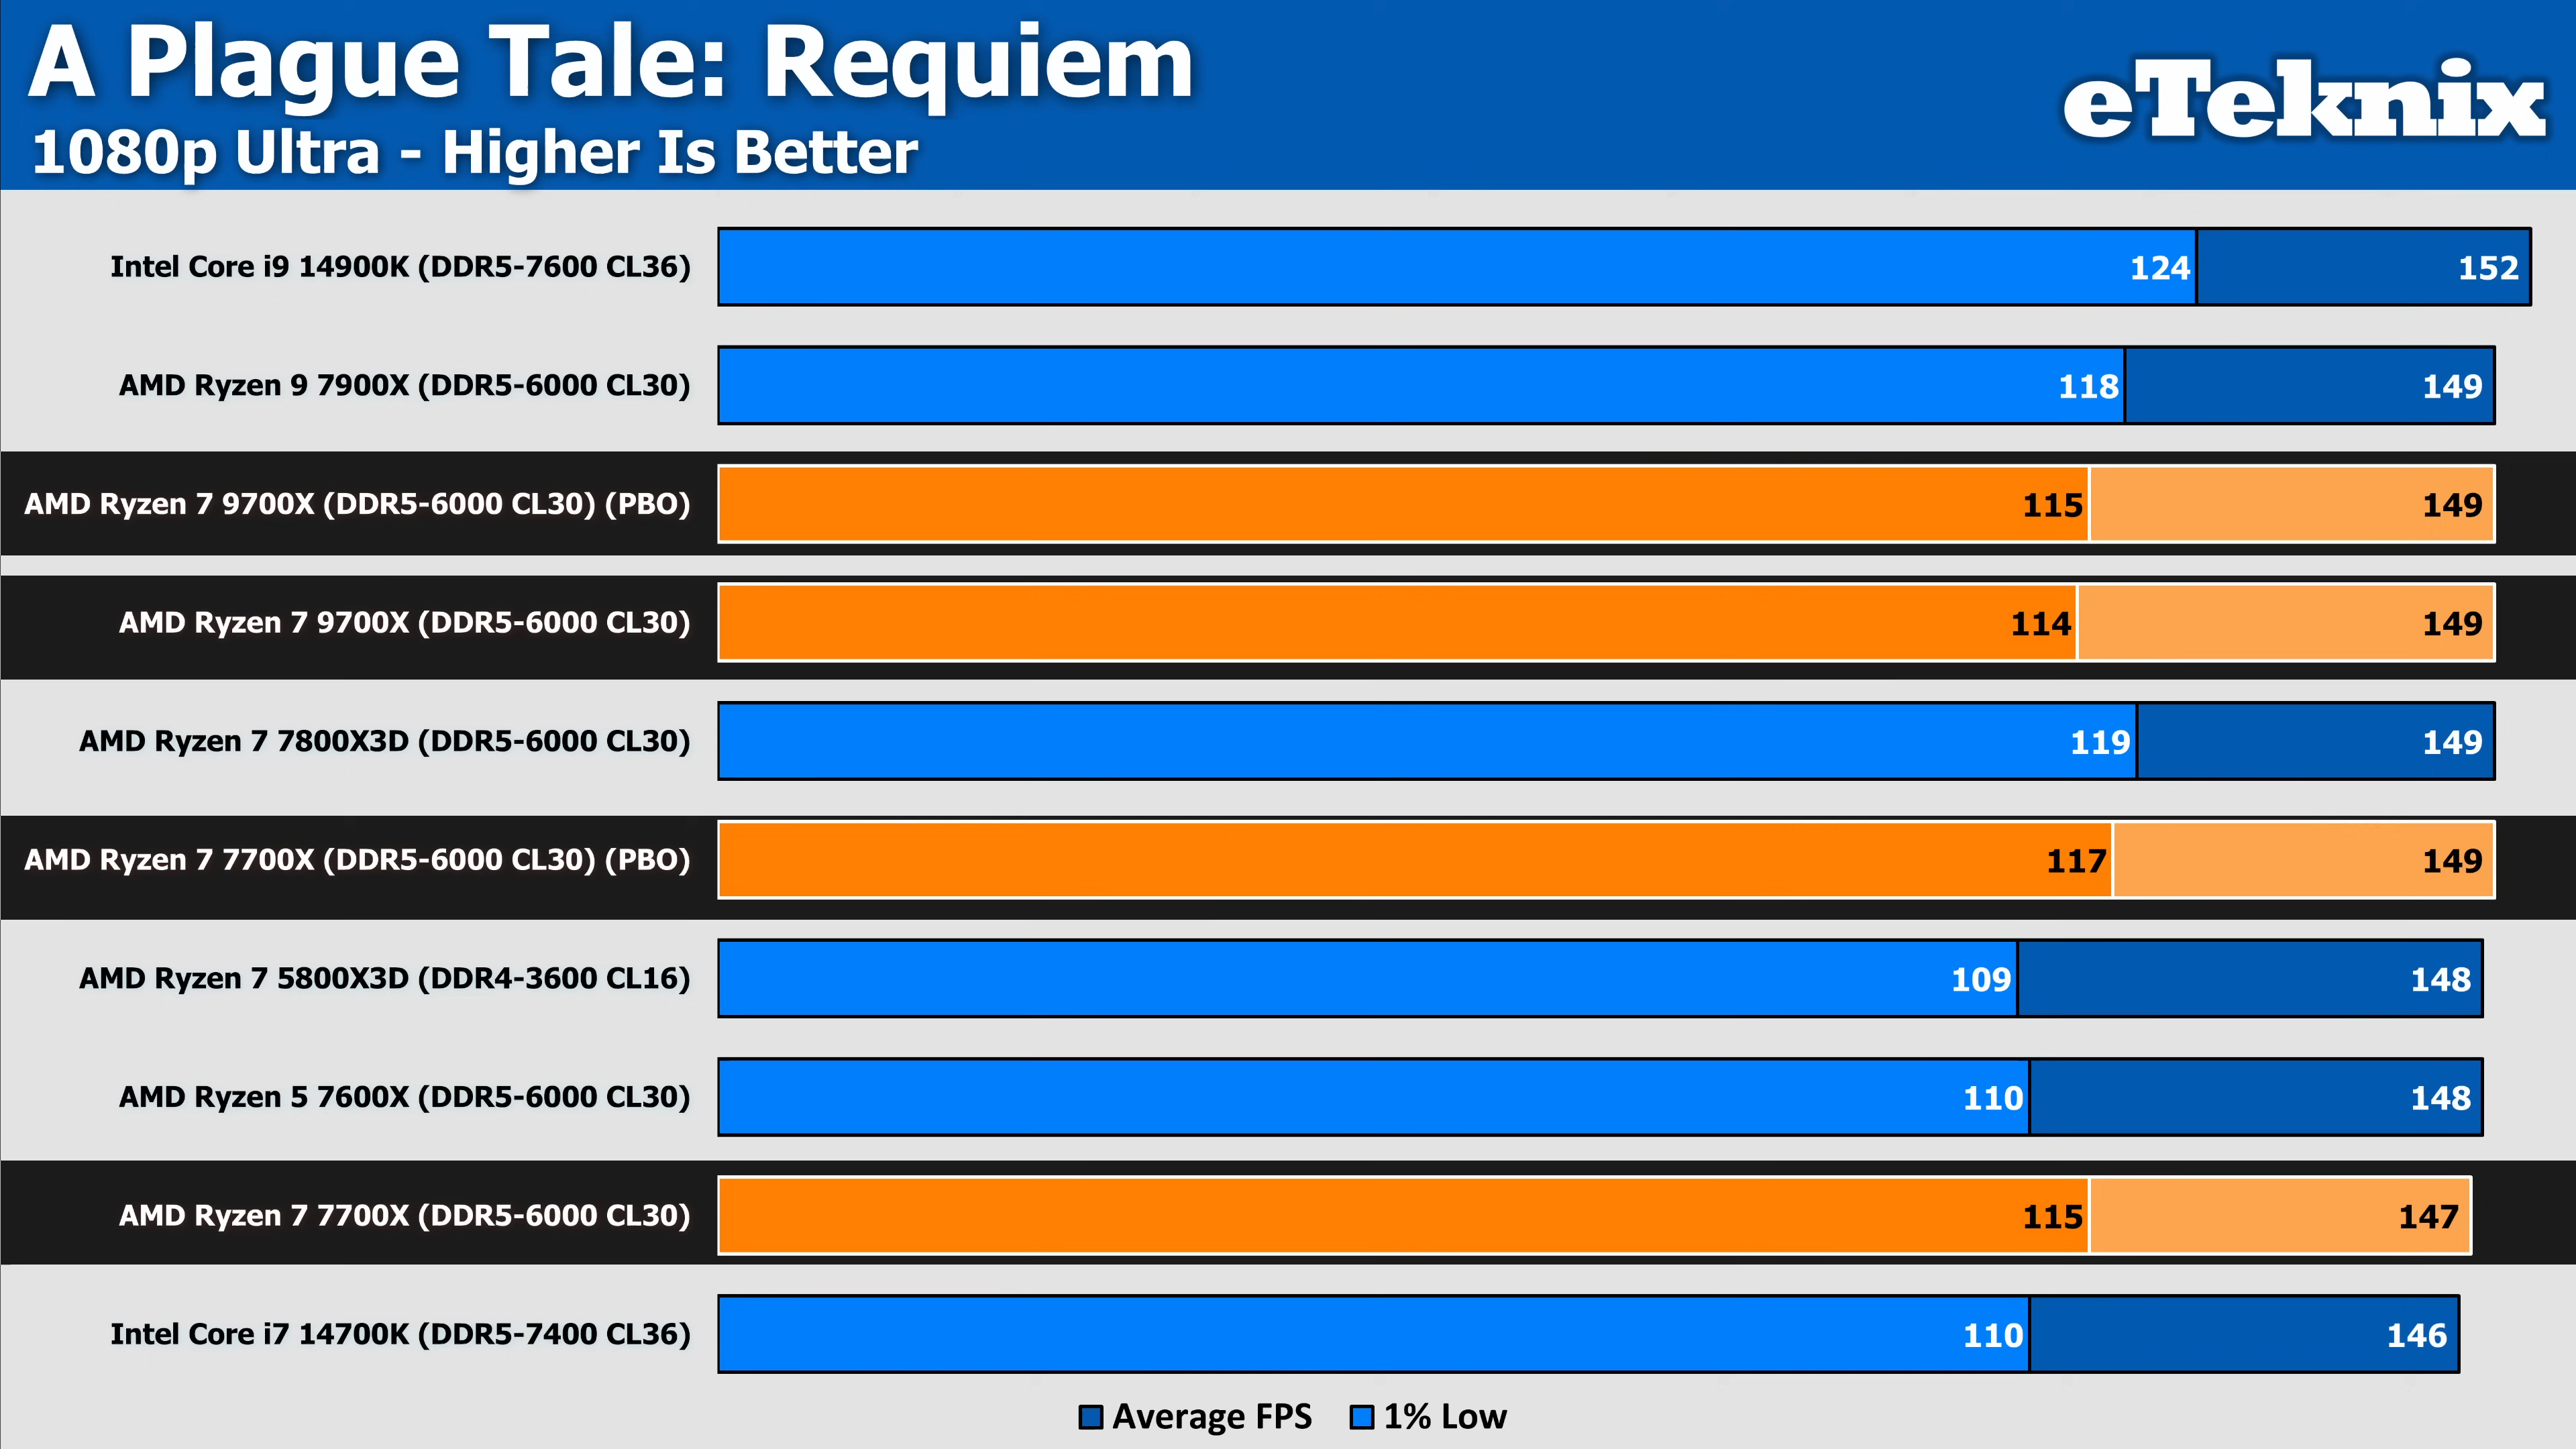 A Plague Tale: Requiem
1080p Ultra - Higher Is Better
eTeknix
Intel Core i9 14900K (DDR5-7600 CL36) 124 152
AMD Ryzen 9 7900X (DDR5-6000 CL30) 118 149
AMD Ryzen 7 9700X (DDR5-6000 CL30) (PBO) 115 149
AMD Ryzen 7 9700X (DDR5-6000 CL30) 114 149
AMD Ryzen 7 7800X3D (DDR5-6000 CL30) 119 149
AMD Ryzen 7 7700X (DDR5-6000 CL30) (PBO) 117 149
AMD Ryzen 7 5800X3D (DDR4-3600 CL16) 109 148
AMD Ryzen 5 7600X (DDR5-6000 CL30) 110 148
AMD Ryzen 7 7700X (DDR5-6000 CL30) 115 147
Intel Core i7 14700K (DDR5-7400 CL36) 110 146
Average FPS 1% Low